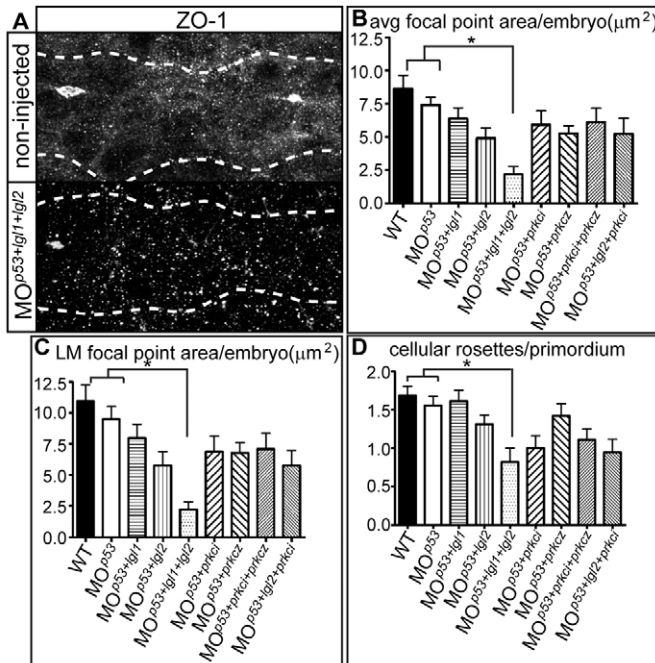 A ZO-1
non-injected
MOp53+lgl1+lgl2
B avg focal point area/embryo(μm2)
12.5
10.0
7.5
5.0
2.5
0.0
*
WT
MOp53
MOp53+lgl1
MOp53+lgl2
MOp53+lgl1+lgl2
MOp53+prkci
MOp53+prkcz
MOp53+prkci+prkcz
MOp53+lgl2+prkci
C LM focal point area/embryo(μm2)
12.5
10.0
7.5
5.0
2.5
0.0
*
WT
MOp53
MOp53+lgl1
MOp53+lgl2
MOp53+lgl1+lgl2
MOp53+prkci
MOp53+prkcz
MOp53+prkci+prkcz
MOp53+lgl2+prkci
D cellular rosettes/primordium
2.0
1.5
1.0
0.5
0.0
*
WT
MOp53
MOp53+lgl1
MOp53+lgl2
MOp53+lgl1+lgl2
MOp53+prkci
MOp53+prkcz
MOp53+prkci+prkcz
MOp53+lgl2+prkci